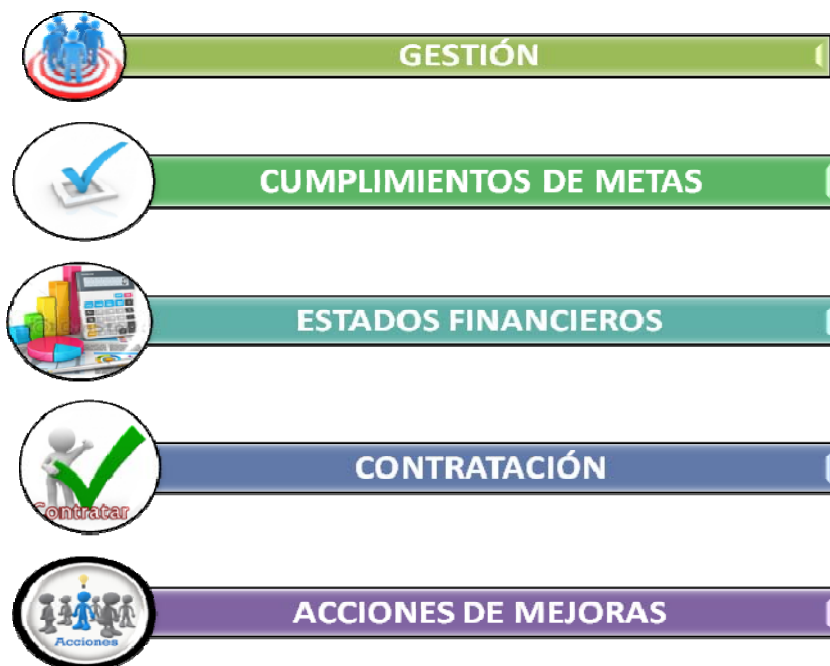 GESTIÓN
CUMPLIMIENTOS DE METAS
ESTADOS FINANCIEROS
CONTRATACIÓN
Contratar
ACCIONES DE MEJORAS
Acciones